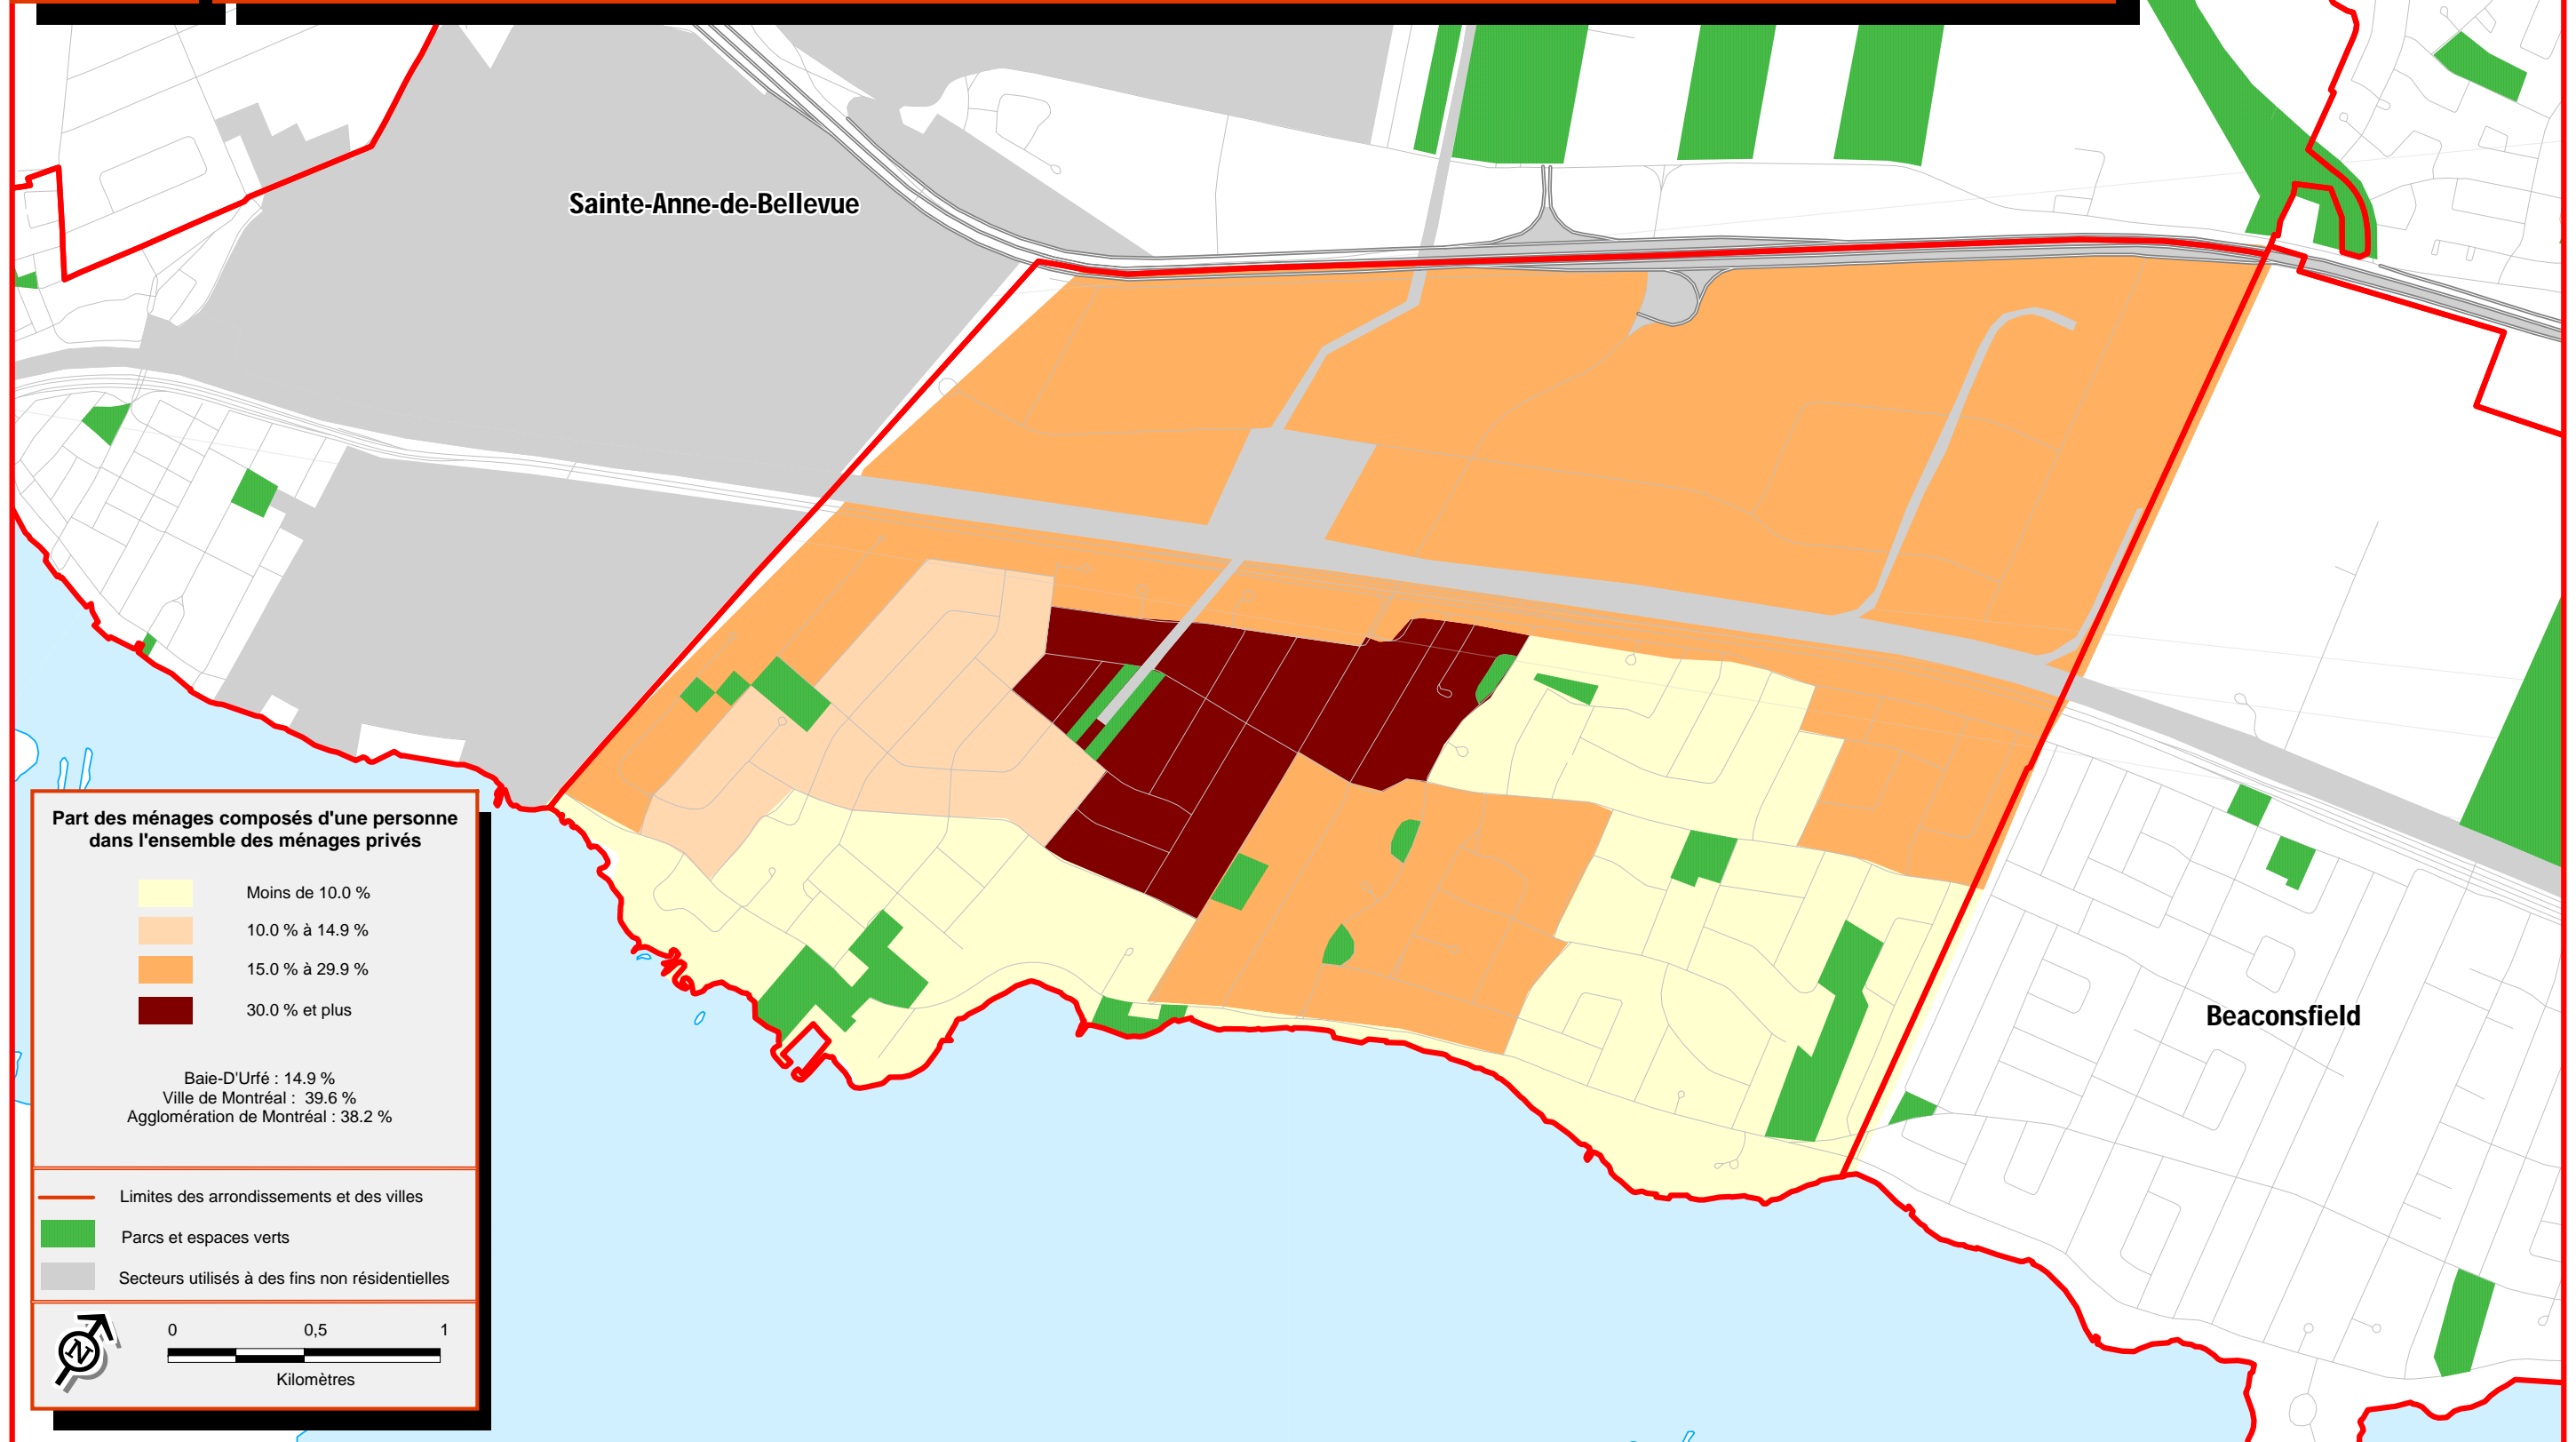 Sainte-Anne-de-Bellevue
Beaconsfield
Part des ménages composés d'une personne
dans l'ensemble des ménages privés
Moins de 10.0 %
10.0 % à 14.9 %
15.0 % à 29.9 %
30.0 % et plus
Baie-D'Urfé : 14.9 %
Ville de Montréal : 39.6 %
Agglomération de Montréal : 38.2 %
Limites des arrondissements et des villes
Parcs et espaces verts
Secteurs utilisés à des fins non résidentielles
N
0 0,5 1
Kilomètres